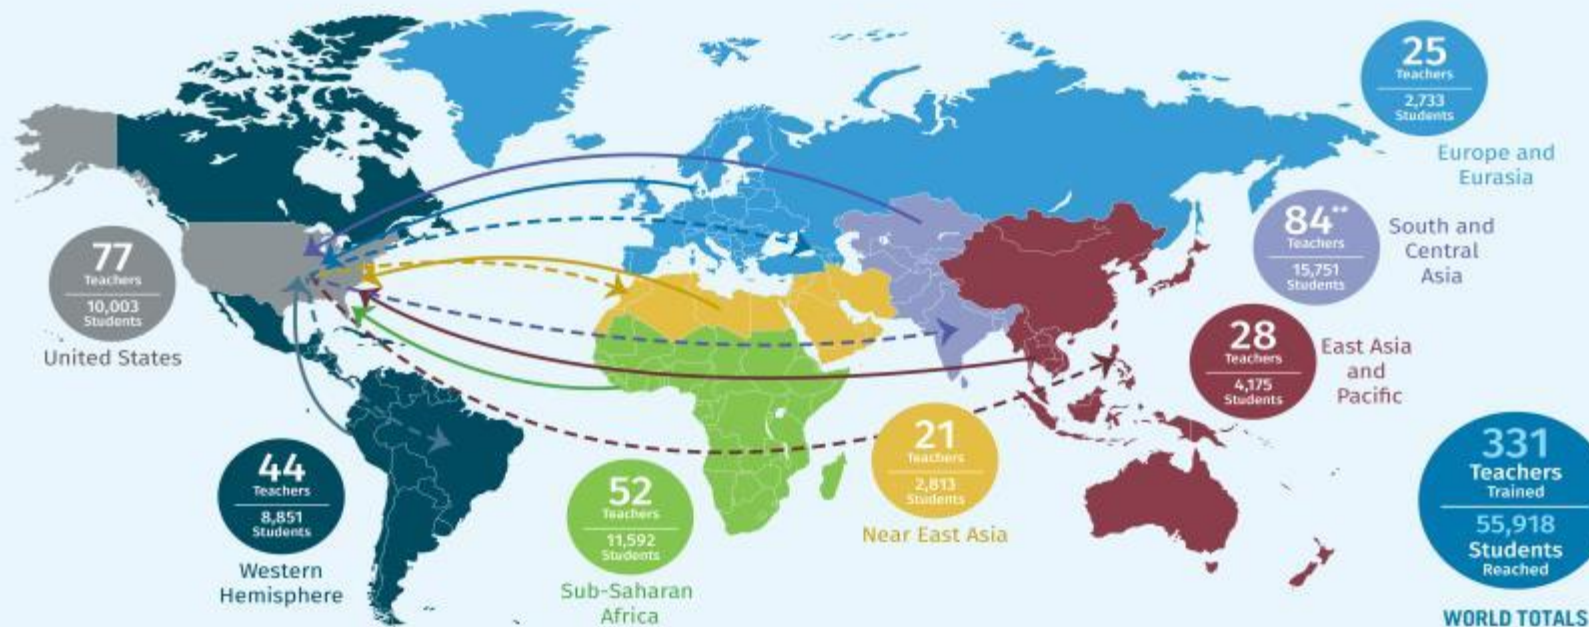 25
Teachers
2,733
Students
Europe and
Eurasia
84**
Teachers
15,751
Students
South and
Central
Asia
77
Teachers
10,003
Students
United States
28
Teachers
4,175
Students
East Asia
and
Pacific
44
Teachers
8,851
Students
Western
Hemisphere
52
Teachers
11,592
Students
Sub-Saharan
Africa
21
Teachers
2,813
Students
Near East Asia
331
Teachers
Trained
55,918
Students
Reached
WORLD TOTALS